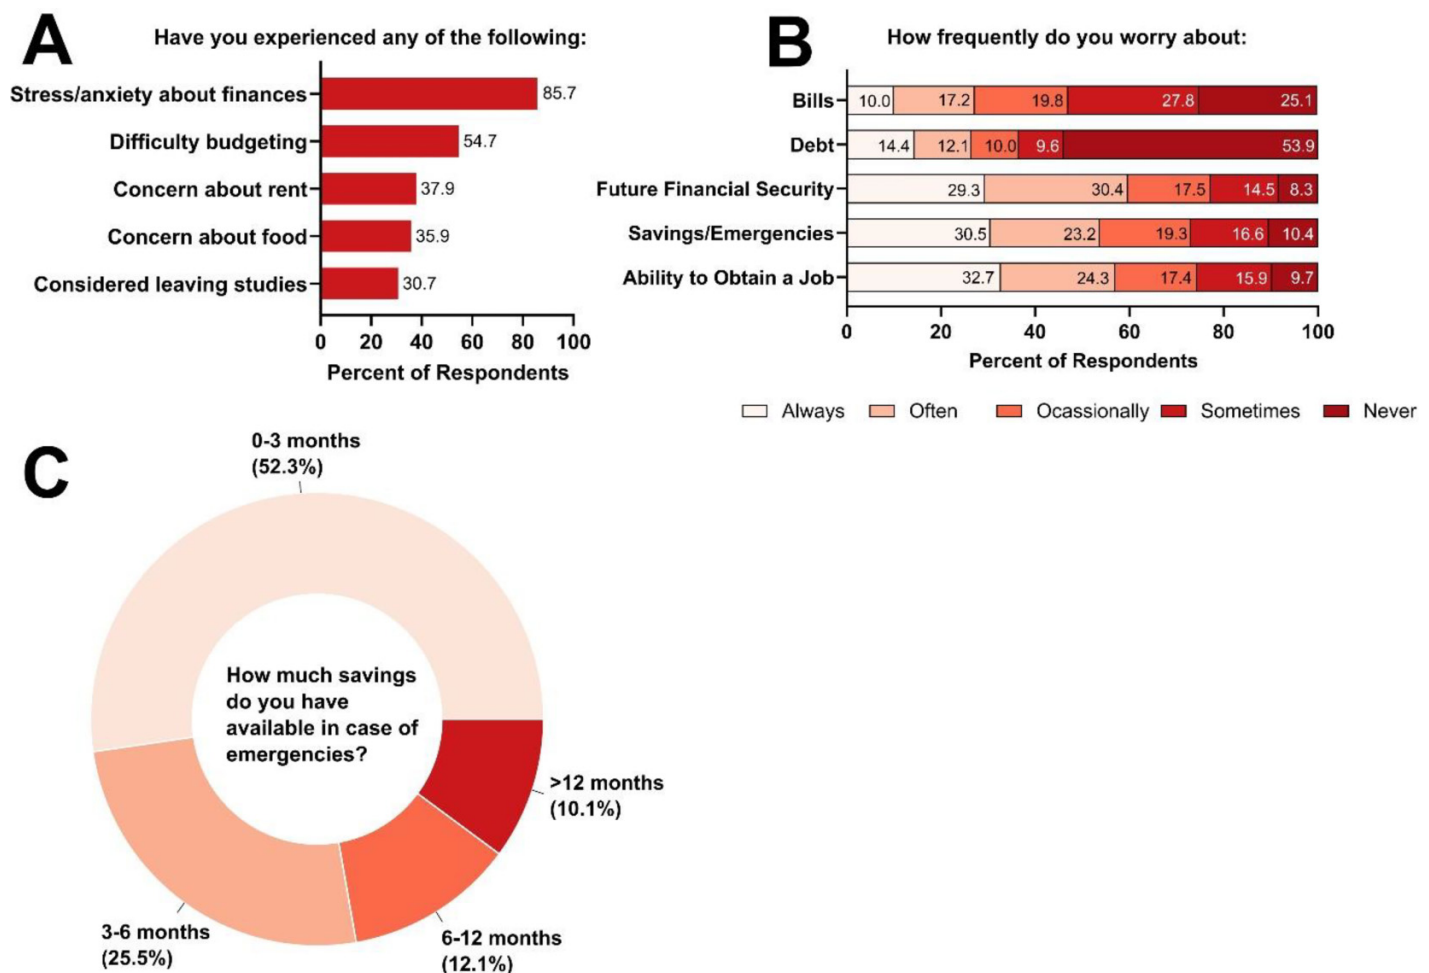 A
Have you experienced any of the following:
Stress/anxiety about finances 85.7
Difficulty budgeting 54.7
Concern about rent 37.9
Concern about food 35.9
Considered leaving studies 30.7
0 20 40 60 80 100
Percent of Respondents
B
How frequently do you worry about:
Bills 10.0 17.2 19.8 27.8 25.1
Debt 14.4 12.1 10.0 9.6 53.9
Future Financial Security 29.3 30.4 17.5 14.5 8.3
Savings/Emergencies 30.5 23.2 19.3 16.6 10.4
Ability to Obtain a Job 32.7 24.3 17.4 15.9 9.7
0 20 40 60 80 100
Percent of Respondents
Always Often Ocassionally Sometimes Never
C
0-3 months
(52.3%)
How much savings
do you have
available in case of
emergencies?
>12 months
(10.1%)
3-6 months
(25.5%)
6-12 months
(12.1%)